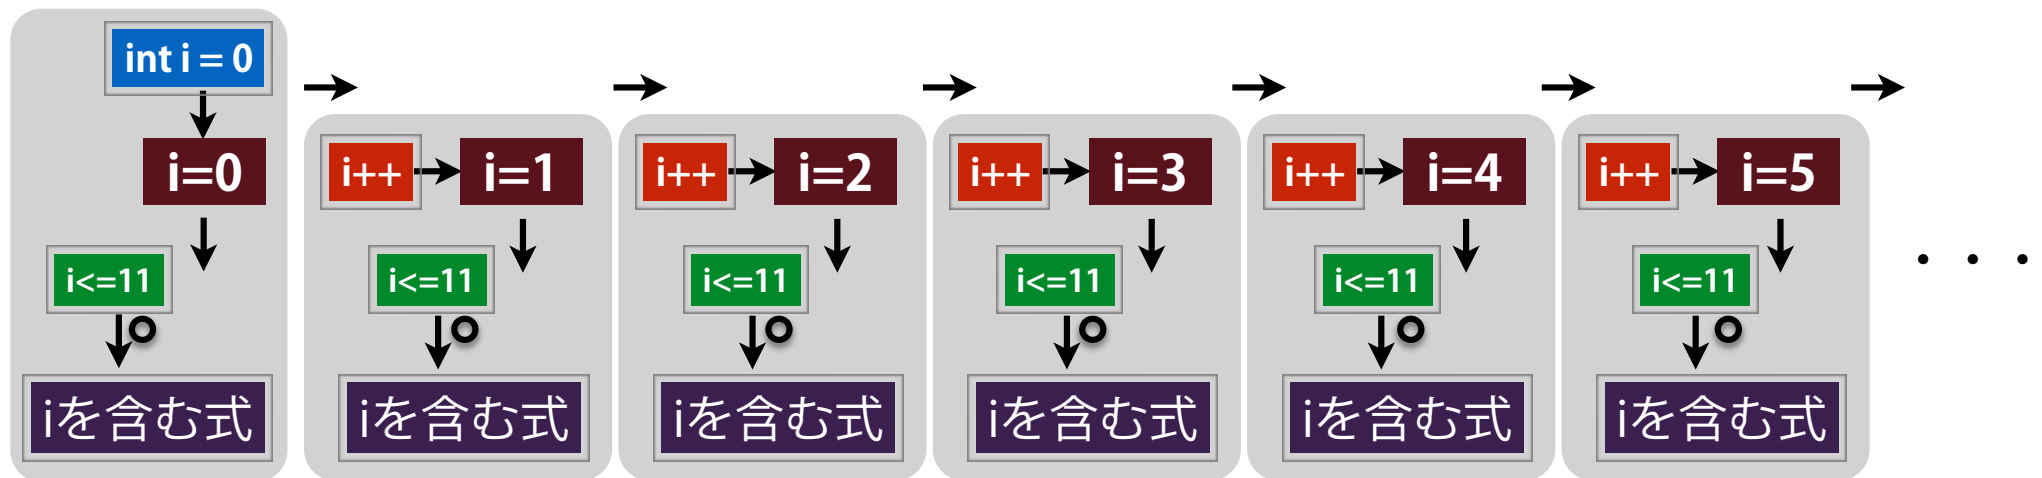 int i = 0
i=0
i<=11
iを含む式
i++
i=1
i<=11
iを含む式
i++
i=2
i<=11
iを含む式
i++
i=3
i<=11
iを含む式
i++
i=4
i<=11
iを含む式
i++
i=5
i<=11
iを含む式
・・・